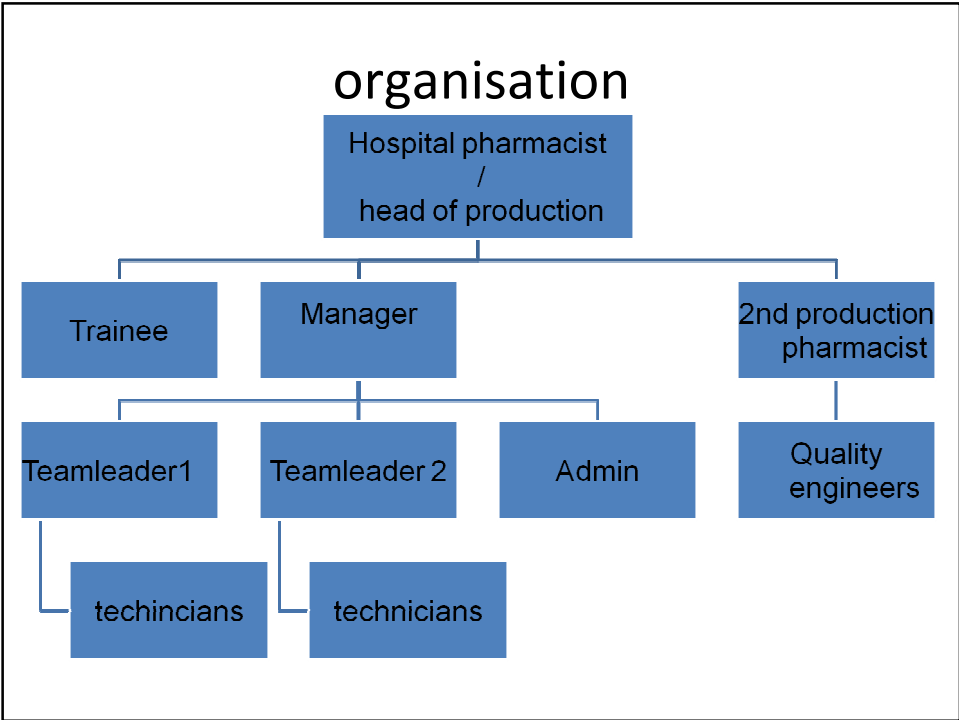 organisation
Hospital pharmacist
/
head of production
Trainee
Manager
2nd production
pharmacist
Teamleader1
Teamleader 2
Admin
Quality
engineers
techincians
technicians